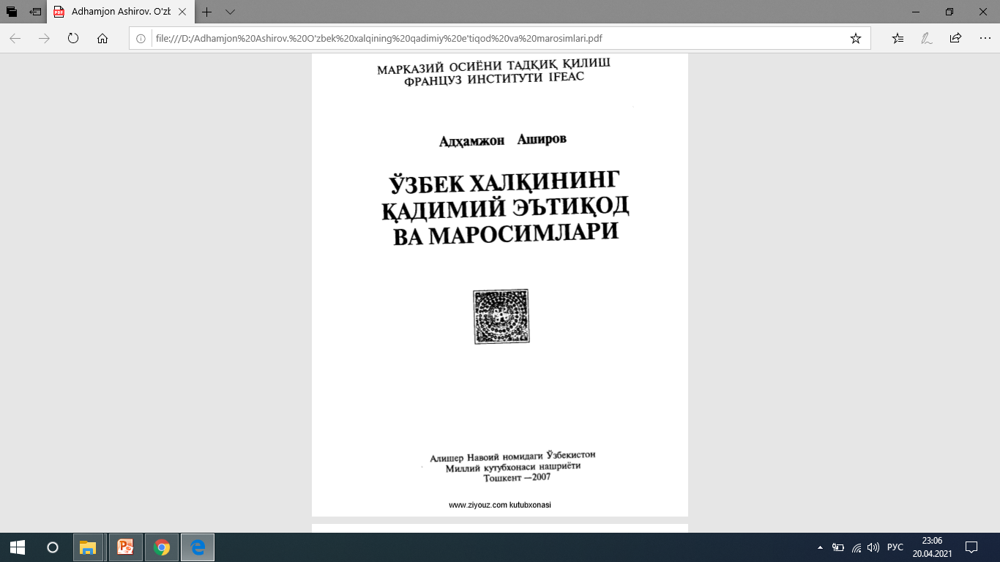 Adhamjon Ashirov. O'zb
file:///D:/Adhamjon%20Ashirov.%20O'zbek%20xalqining%20qadimiy%20e'tiqod%20va%20marosimlari.pdf
МАРКАЗИЙ ОСИЁНИ ТАДҚИҚ ҚИЛИШ
ФРАНЦУЗ ИНСТИТУТИ IFEAC
Адҳамжон Аширов
ЎЗБЕК ХАЛҚИНИНГ
ҚАДИМИЙ ЭЪТИҚОД
ВА МАРОСИМЛАРИ
Алишер Навоий номидаги Ўзбекистон
Миллий кутубхонаси нашриёти
Тошкент —2007
www.ziyouz.com kutubxonasi
РУС
23:06
20.04.2021